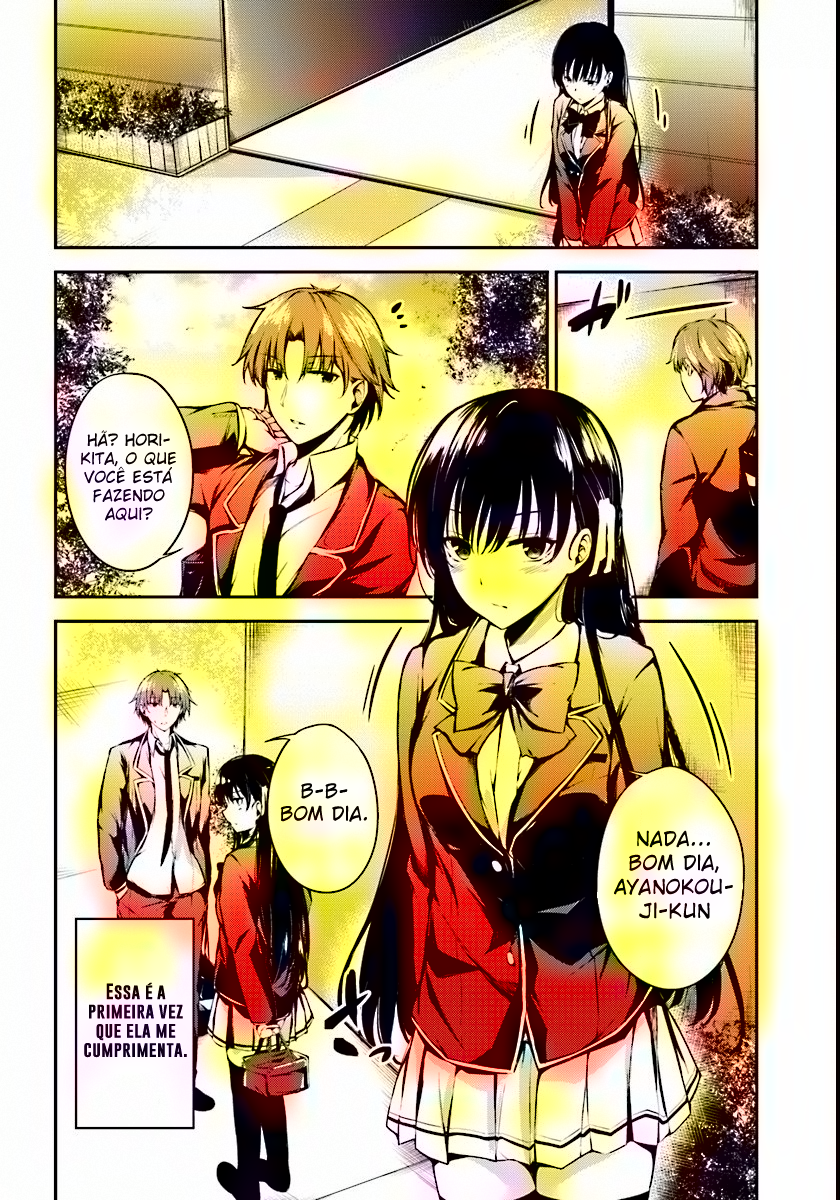 ガ
HÃ? HORI-
KITA, O QUE
VOCÊ ESTÁ
FAZENDO
AQUI?
NADA...
BOM DIA,
AYANOKOU-
JI-KUN
B-B-
BOM DIA.
ESSA É A
PRIMEIRA VEZ
QUE ELA ME
CUMPRIMENTA.